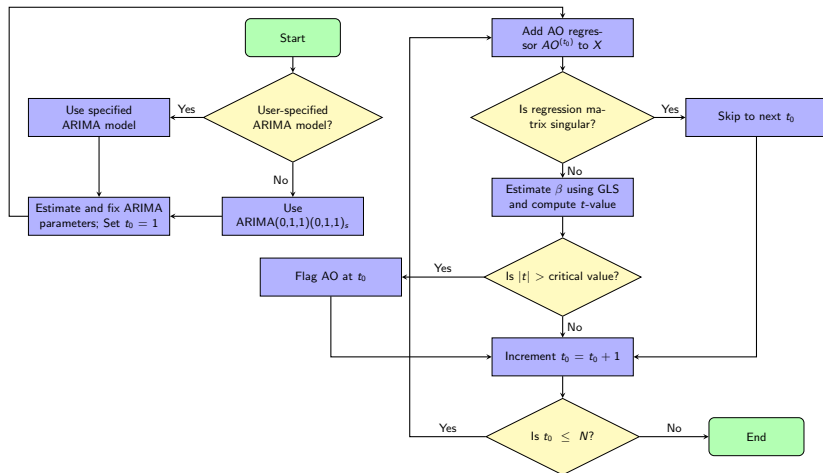 Start
User-specified
ARIMA model?
Yes
Use specified
ARIMA model
No
Use
ARIMA(0,1,1)(0,1,1)ₛ
Estimate and fix ARIMA
parameters; Set t₀ = 1
Add AO regres-
sor AO⁽ᵗ₀⁾ to X
Is regression ma-
trix singular?
Yes
Skip to next t₀
No
Estimate β using GLS
and compute t-value
Is |t| > critical value?
Yes
Flag AO at t₀
No
Increment t₀ = t₀ + 1
Is t₀ ≤ N?
Yes
No
End